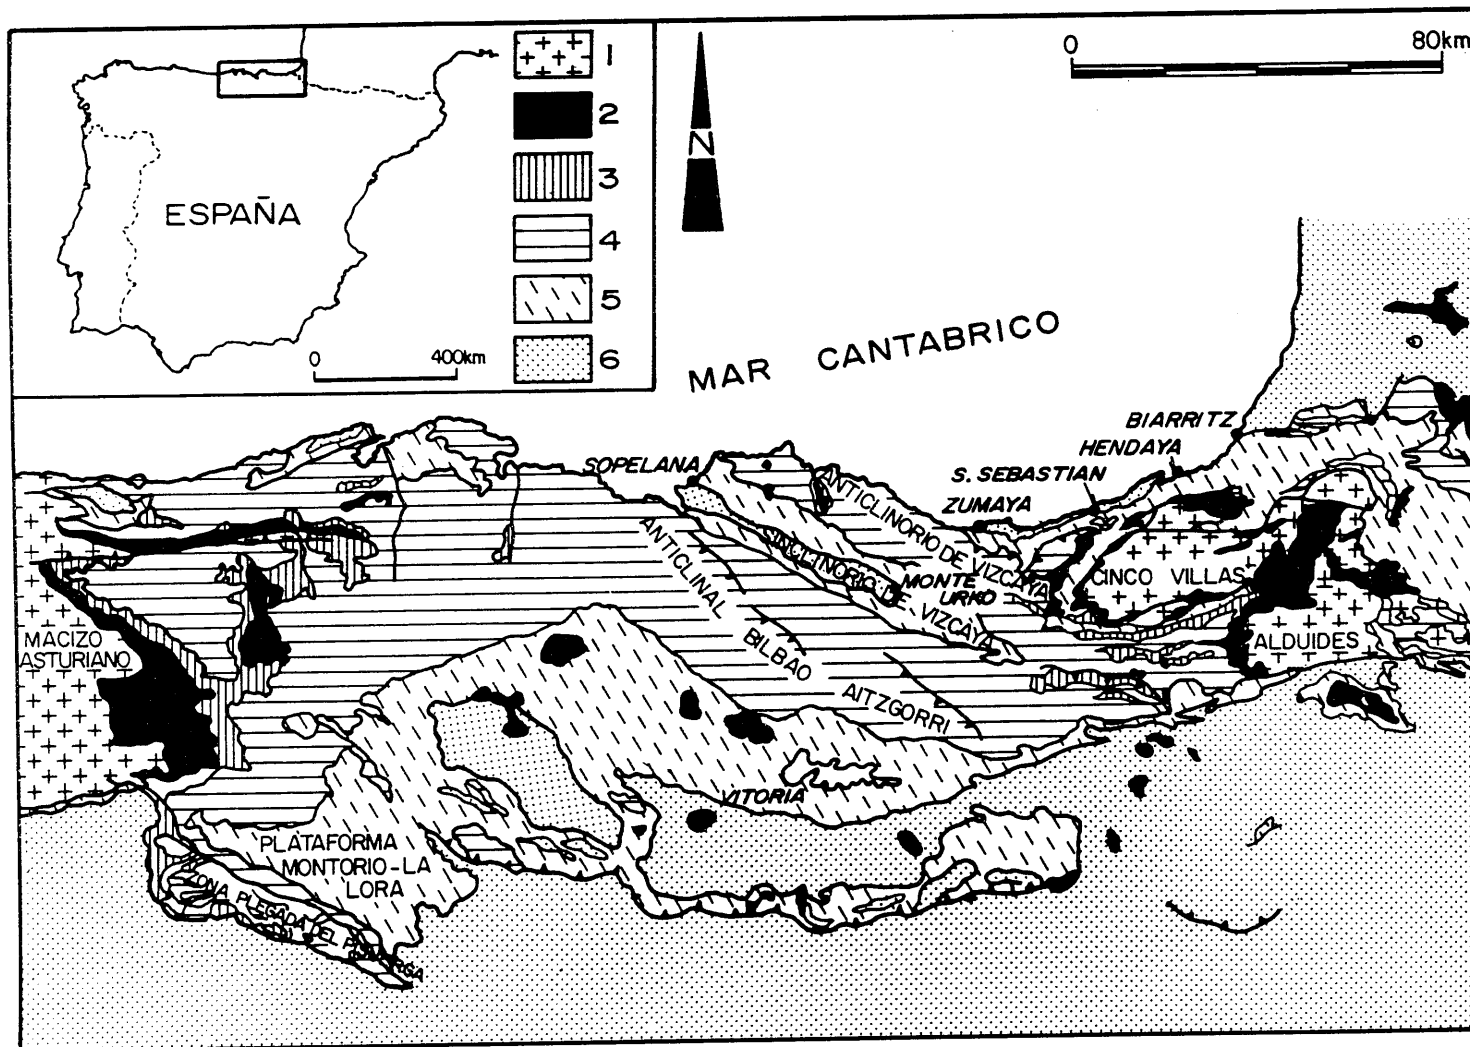 1
2
3
4
5
6
ESPAÑA
0 400km
N
0 80km
MAR CANTABRICO
BIARRITZ
HENDAYA
S. SEBASTIAN
ZUMAYA
SOPELANA
ANTICLINORIO DE VIZCAYA
SINCLINORIO DE VIZCAYA
MONTE
URKO
ANTICLINAL BILBAO AITZGORRI
CINCO VILLAS
ALDUIDES
MACIZO
ASTURIANO
VITORIA
PLATAFORMA
MONTORIO-LA
LORA
ZONA PLEGADA DEL PISUERGA